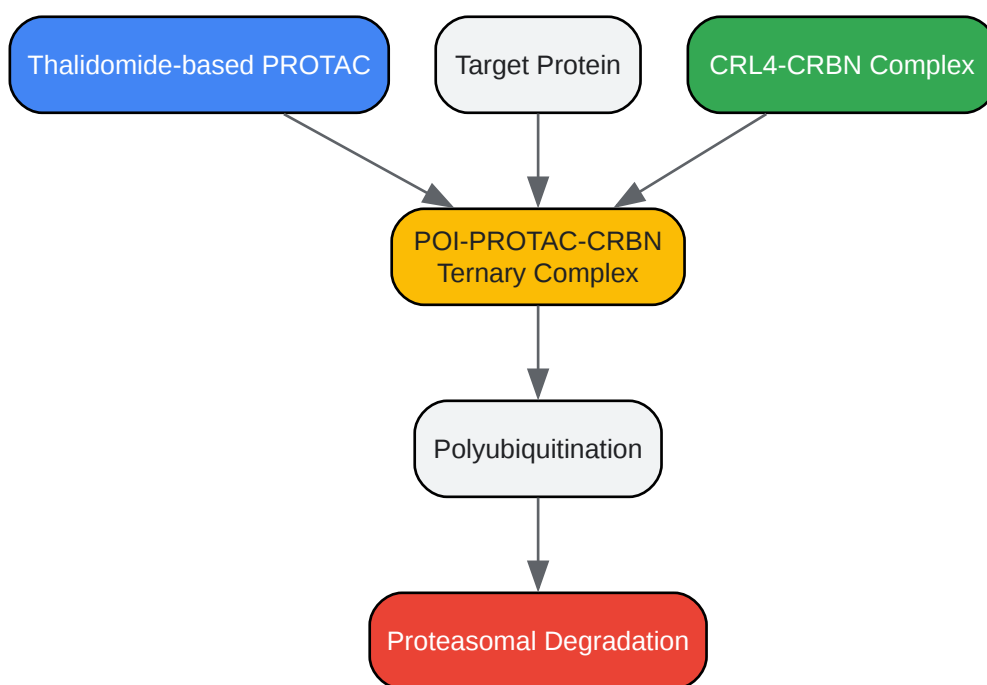 Thalidomide-based PROTAC
Target Protein
CRL4-CRBN Complex
POI-PROTAC-CRBN
Ternary Complex
Polyubiquitination
Proteasomal Degradation